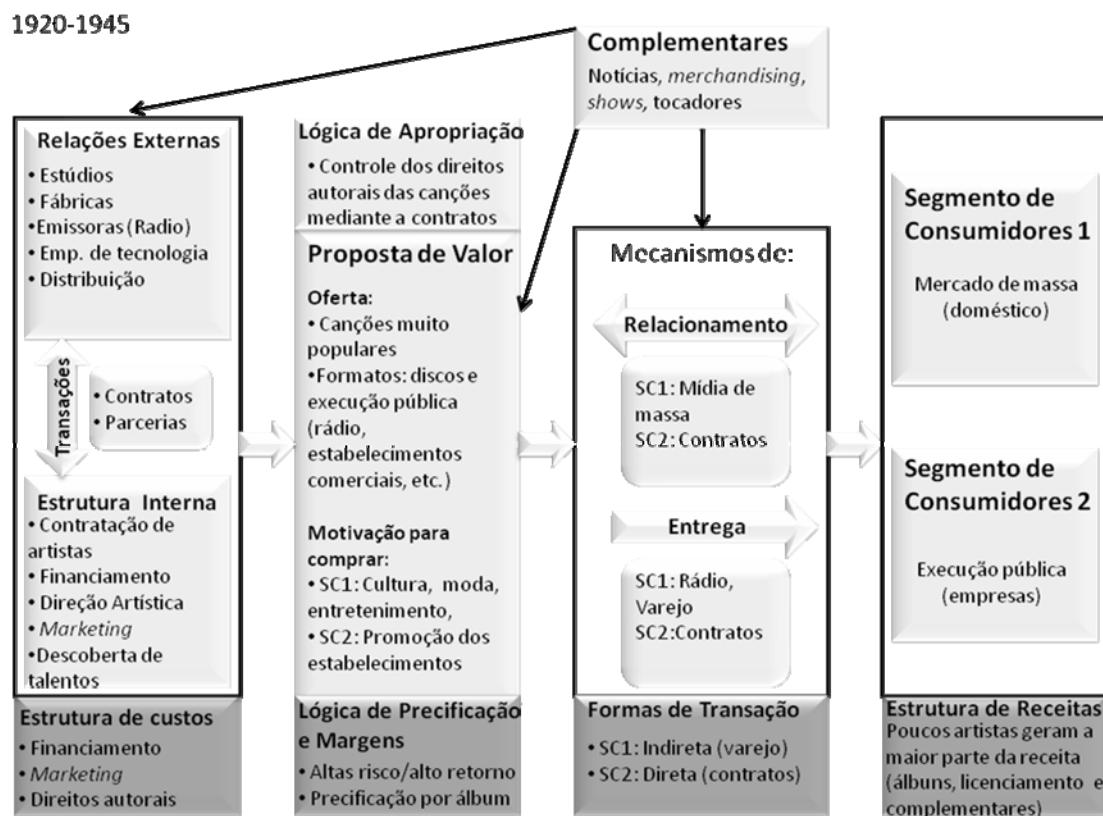 1920-1945
Complementares
Notícias, merchandising,
shows, tocadores
Relações Externas
• Estúdios
• Fábricas
•Emissoras (Radio)
• Emp. de tecnologia
• Distribuição
Transações
• Contratos
• Parcerias
Estrutura Interna
• Contratação de
artistas
• Financiamento
• Direção Artística
• Marketing
•Descoberta de
talentos
Estrutura de custos
• Financiamento
• Marketing
• Direitos autorais
Lógica de Apropriação
• Controle dos direitos
autorais das canções
mediante a contratos
Proposta de Valor
Oferta:
• Canções muito
populares
•Formatos: discos e
execução pública
(rádio,
estabelecimentos
comerciais, etc.)
Motivação para
comprar:
• SC1: Cultura, moda,
entretenimento,
• SC2: Promoção dos
estabelecimentos
Lógica de Precificação
e Margens
• Altas risco/alto retorno
• Precificação por álbum
Mecanismos de:
Relacionamento
SC1: Mídia de
massa
SC2: Contratos
Entrega
SC1: Rádio,
Varejo
SC2:Contratos
Formas de Transação
• SC1: Indireta (varejo)
• SC2: Direta (contratos)
Segmento de
Consumidores 1
Mercado de massa
(doméstico)
Segmento de
Consumidores 2
Execução pública
(empresas)
Estrutura de Receitas
Poucos artistas geram a
maior parte da receita
(álbuns, licenciamento e
complementares)